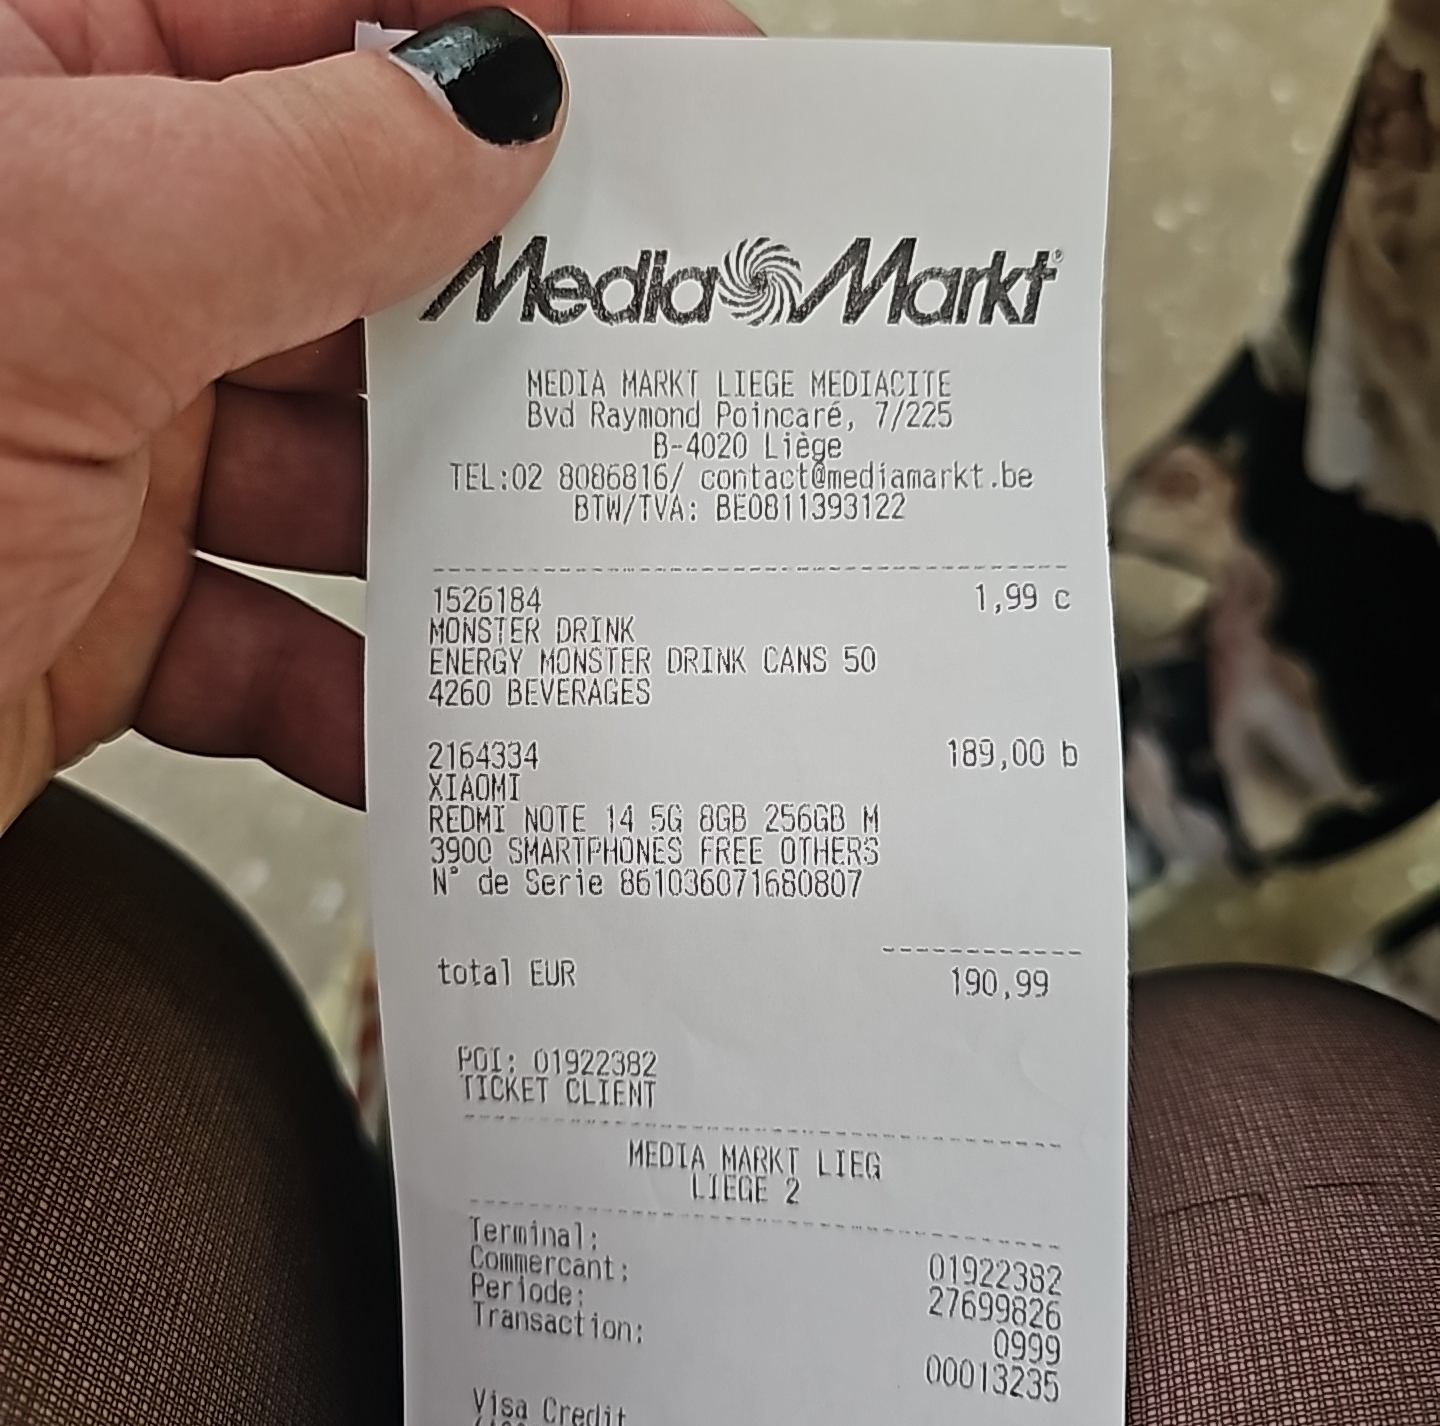 Media Markt®
MEDIA MARKT LIEGE MEDIACITE
Bvd Raymond Poincaré, 7/225
B-4020 Liège
TEL:02 8086816/ contact@mediamarkt.be
BTW/TVA: BE0811393122
1526184 1,99 c
MONSTER DRINK
ENERGY MONSTER DRINK CANS 50
4260 BEVERAGES
2164334 189,00 b
XIAOMI
REDMI NOTE 14 5G 8GB 256GB M
3900 SMARTPHONES FREE OTHERS
N° de Serie 861036071680807
total EUR 190,99
POI: 01922382
TICKET CLIENT
MEDIA MARKT LIEG
LIEGE 2
Terminal: 01922382
Commercant: 27699826
Periode: 0999
Transaction: 00013235
Visa Credit